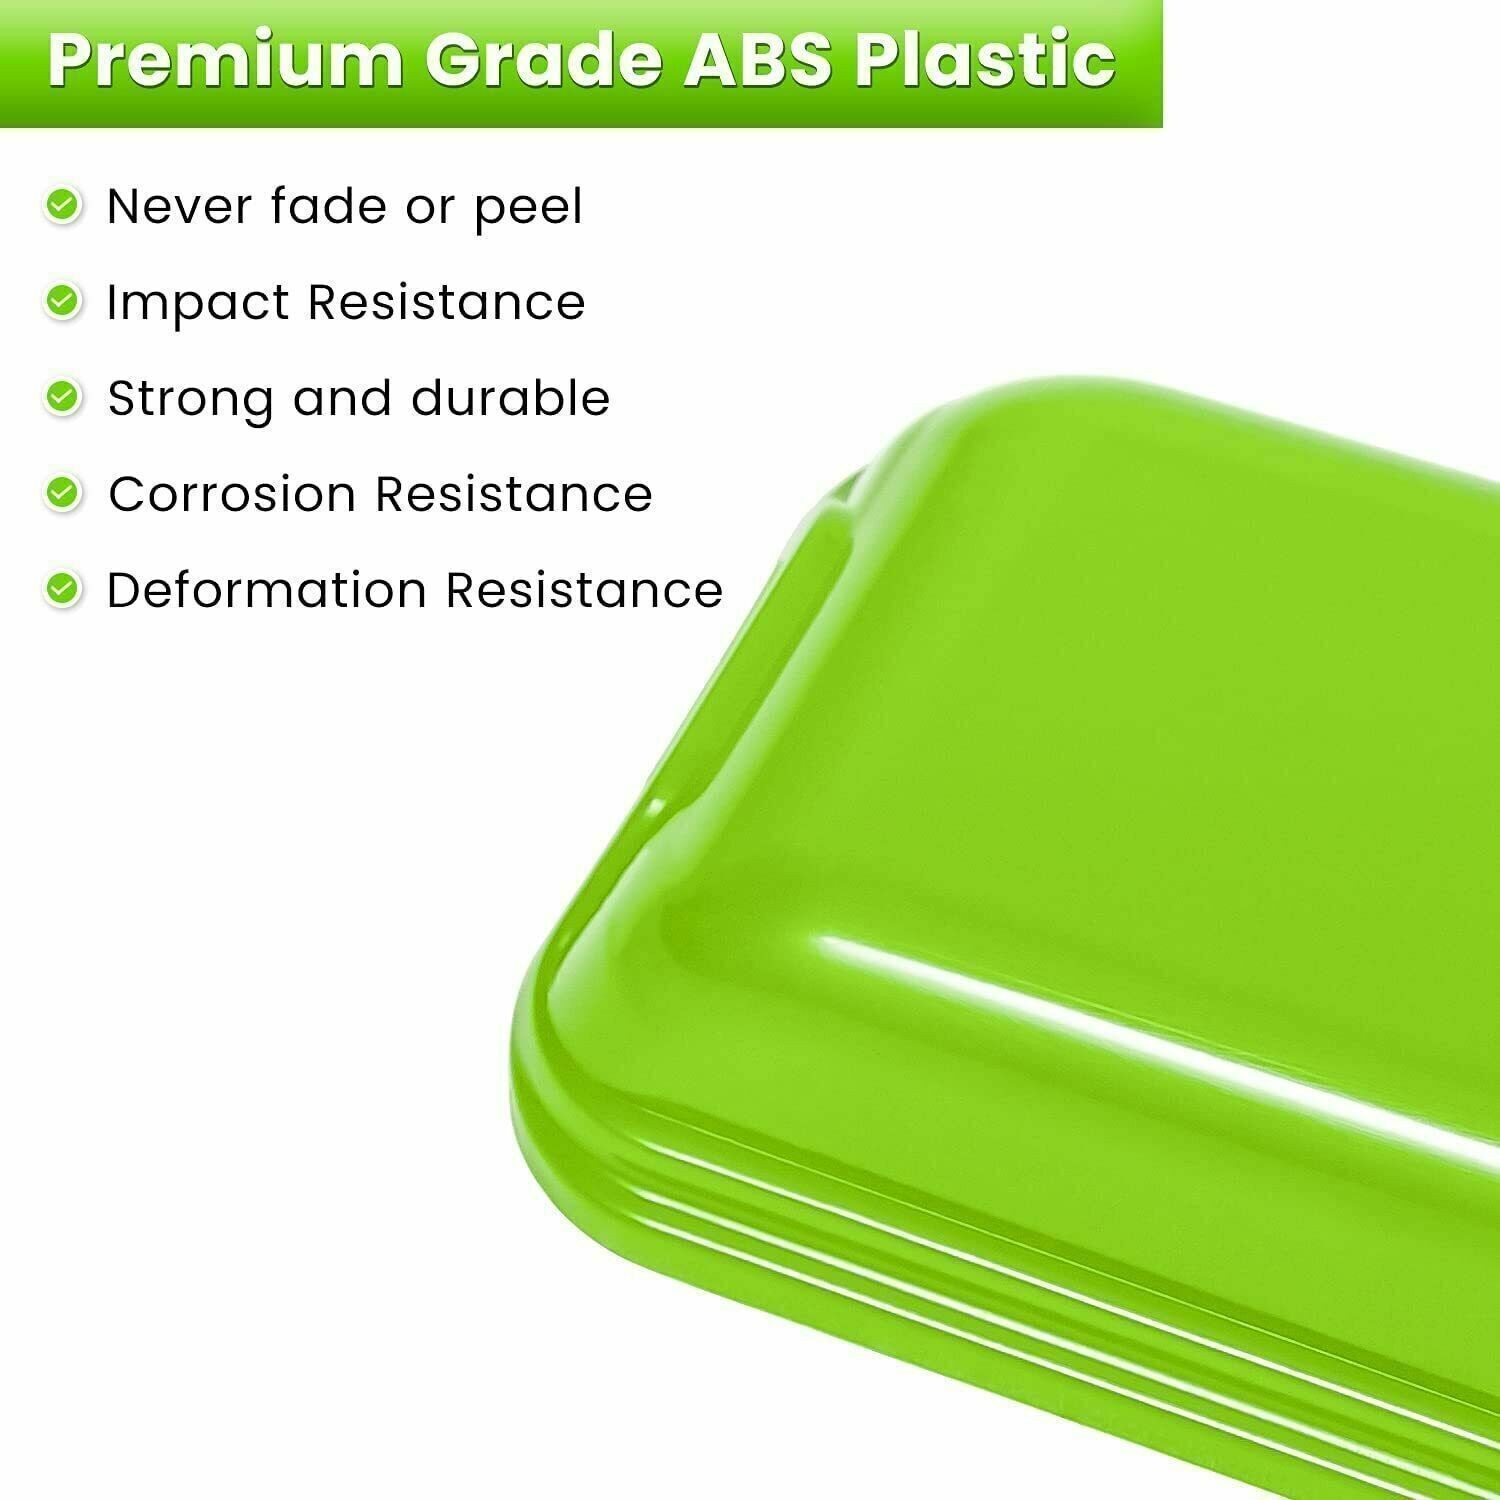 Premium Grade ABS Plastic
Never fade or peel
Impact Resistance
Strong and durable
Corrosion Resistance
Deformation Resistance